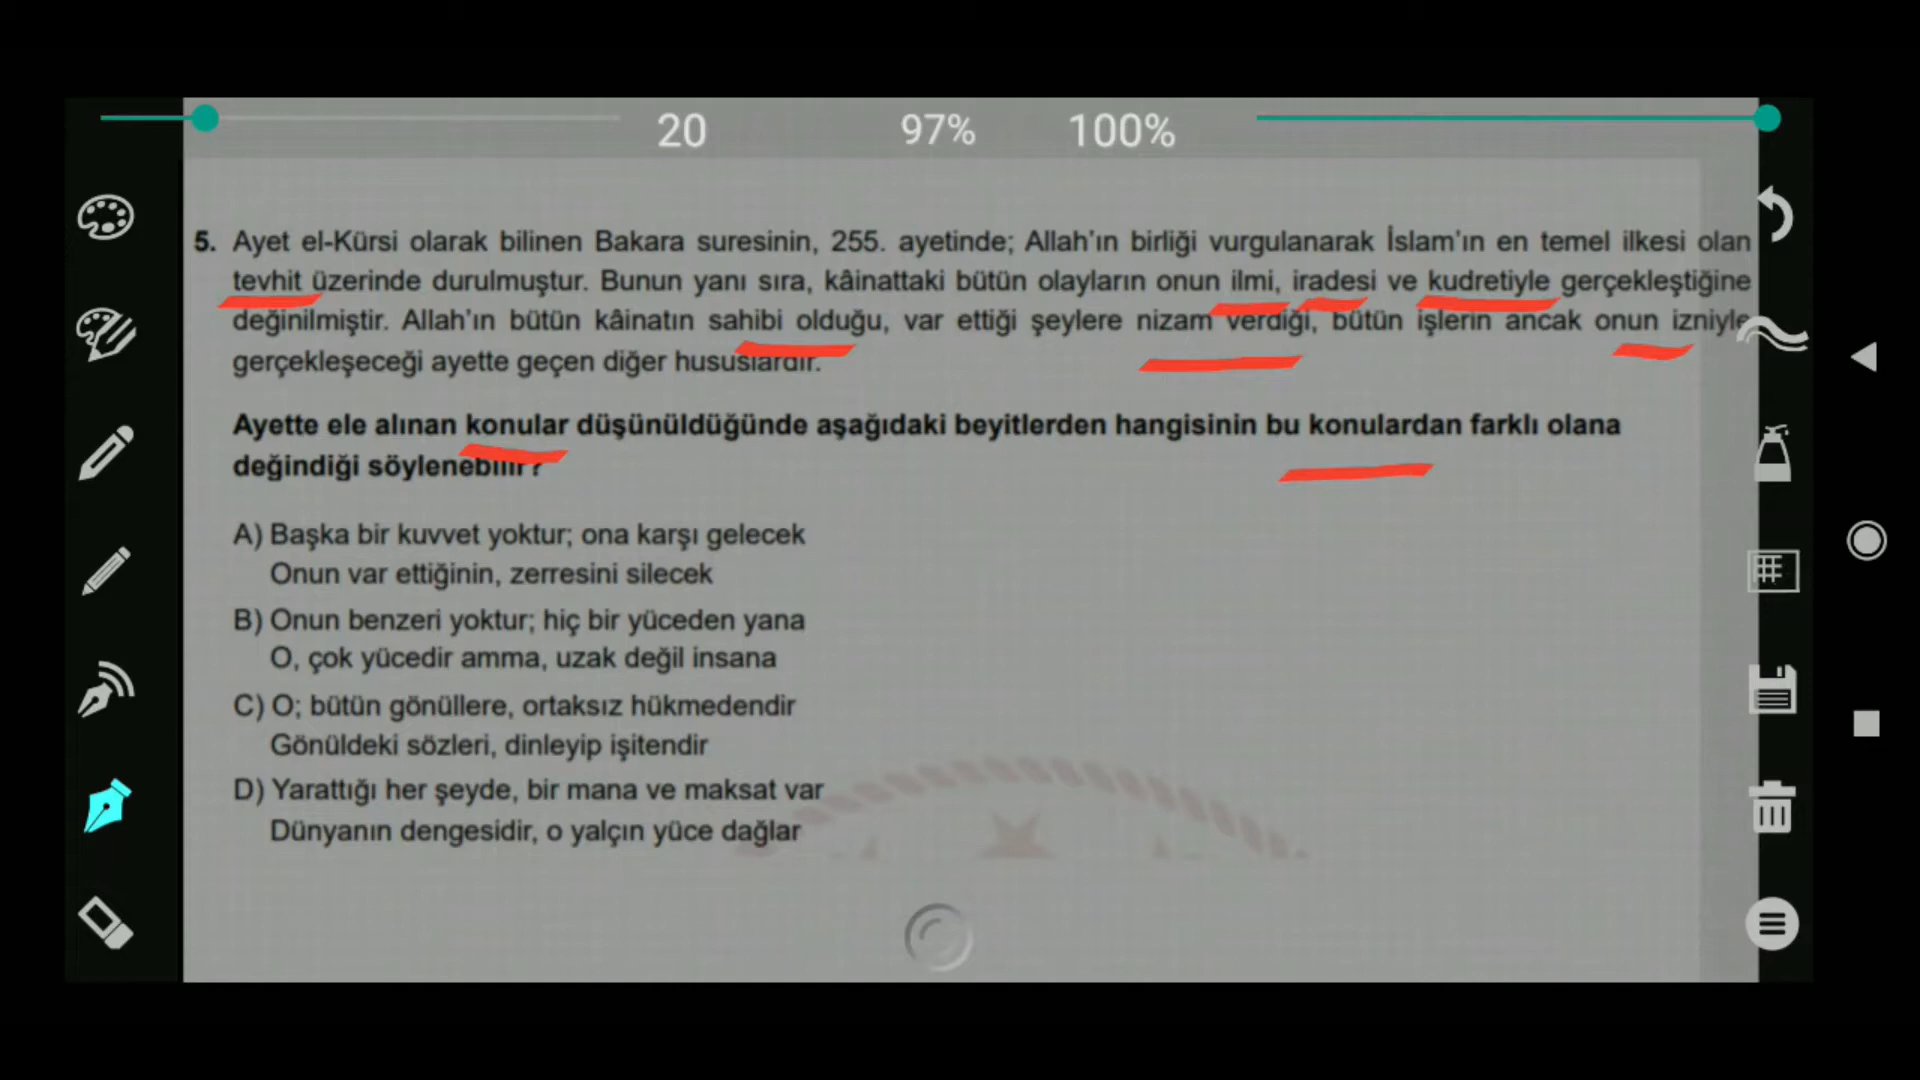 20 97% 100%
5. Ayet el-Kürsi olarak bilinen Bakara suresinin, 255. ayetinde; Allah'ın birliği vurgulanarak İslam'ın en temel ilkesi olan
tevhit üzerinde durulmuştur. Bunun yanı sıra, kâinattaki bütün olayların onun ilmi, iradesi ve kudretiyle gerçekleştiğine
değinilmiştir. Allah'ın bütün kâinatın sahibi olduğu, var ettiği şeylere nizam verdiği, bütün işlerin ancak onun izniyle
gerçekleşeceği ayette geçen diğer hususlardır.
Ayette ele alınan konular düşünüldüğünde aşağıdaki beyitlerden hangisinin bu konulardan farklı olana
değindiği söylenebilir?
A) Başka bir kuvvet yoktur; ona karşı gelecek
Onun var ettiğinin, zerresini silecek
B) Onun benzeri yoktur; hiç bir yüceden yana
O, çok yücedir amma, uzak değil insana
C) O; bütün gönüllere, ortaksız hükmedendir
Gönüldeki sözleri, dinleyip işitendir
D) Yarattığı her şeyde, bir mana ve maksat var
Dünyanın dengesidir, o yalçın yüce dağlar